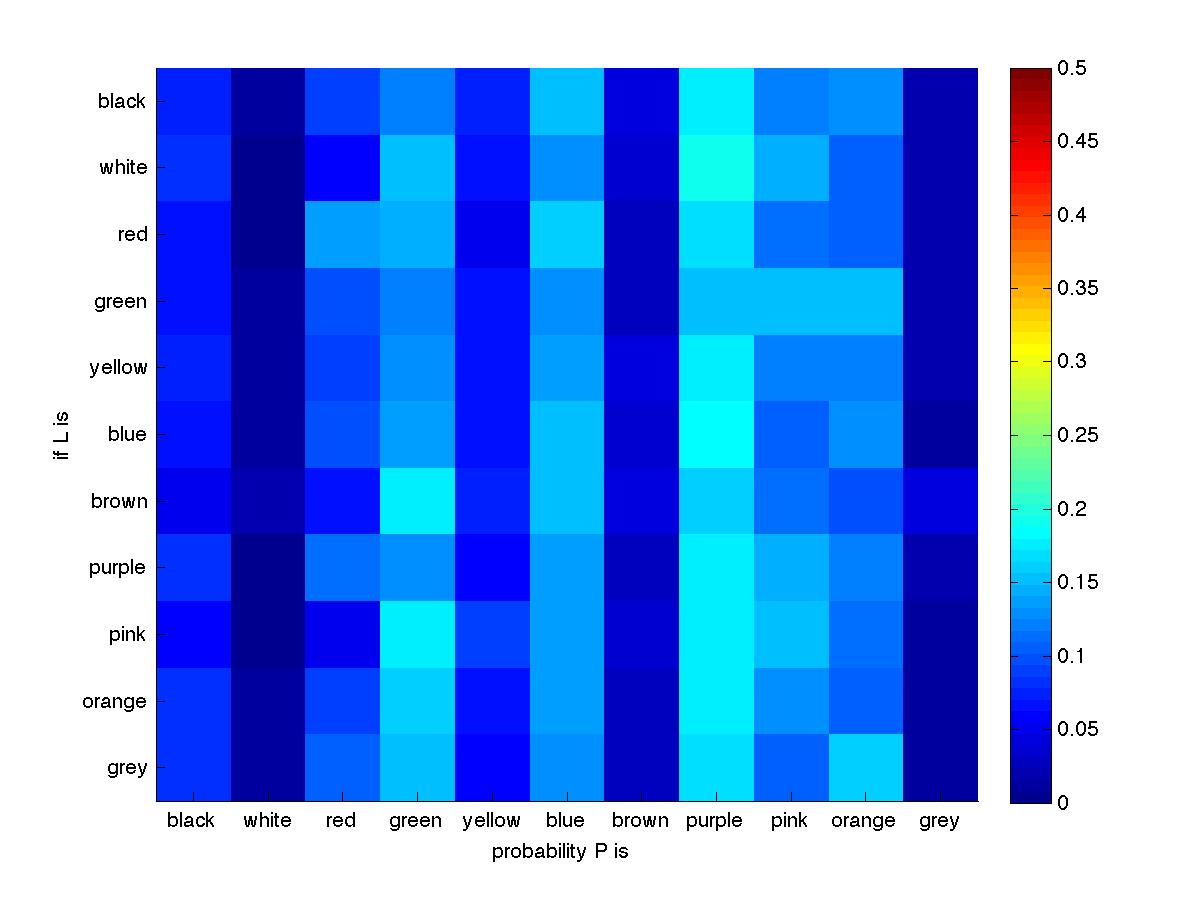 black
white
red
green
yellow
blue
brown
purple
pink
orange
grey
if L is
black white red green yellow blue brown purple pink orange grey
probability P is
0.5
0.45
0.4
0.35
0.3
0.25
0.2
0.15
0.1
0.05
0